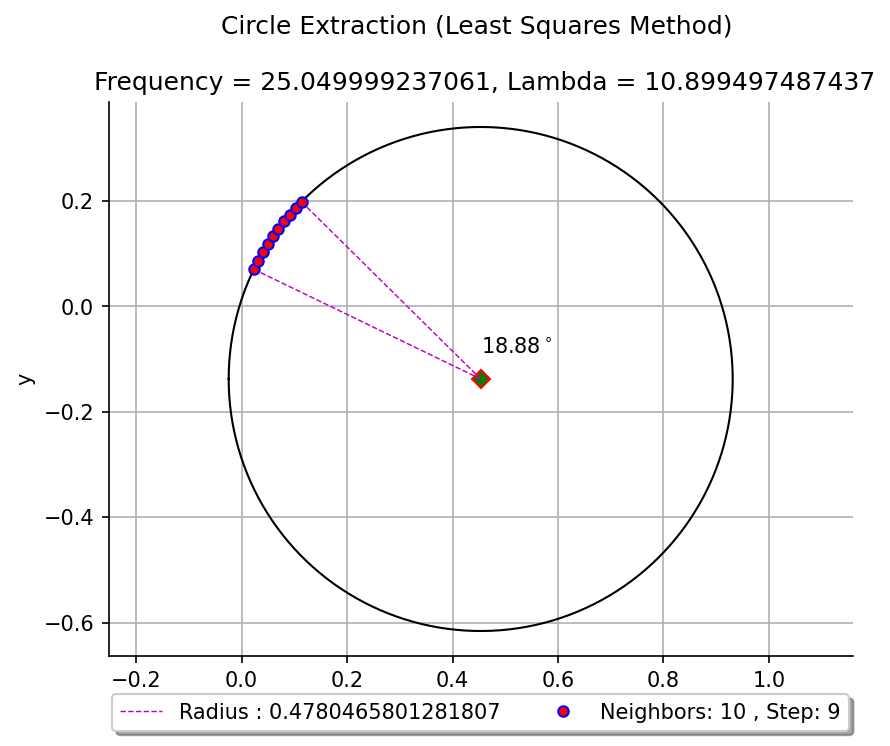 Circle Extraction (Least Squares Method)
Frequency = 25.049999237061, Lambda = 10.899497487437
0.2
0.0
−0.2
−0.4
−0.6
y
18.88°
−0.2 0.0 0.2 0.4 0.6 0.8 1.0
Radius : 0.4780465801281807 Neighbors: 10 , Step: 9